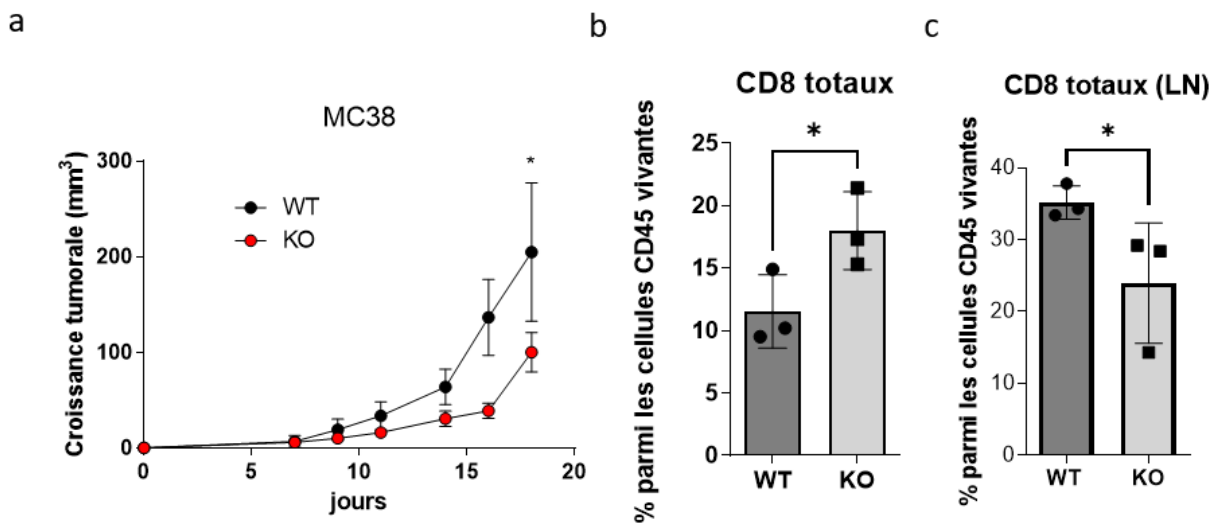 a
MC38
Croissance tumorale (mm³)
300
200
100
0
WT
KO
*
0
5
10
15
20
jours
b
CD8 totaux
% parmi les cellules CD45 vivantes
25
20
15
10
5
0
*
WT
KO
c
CD8 totaux (LN)
% parmi les cellules CD45 vivantes
40
30
20
10
0
*
WT
KO